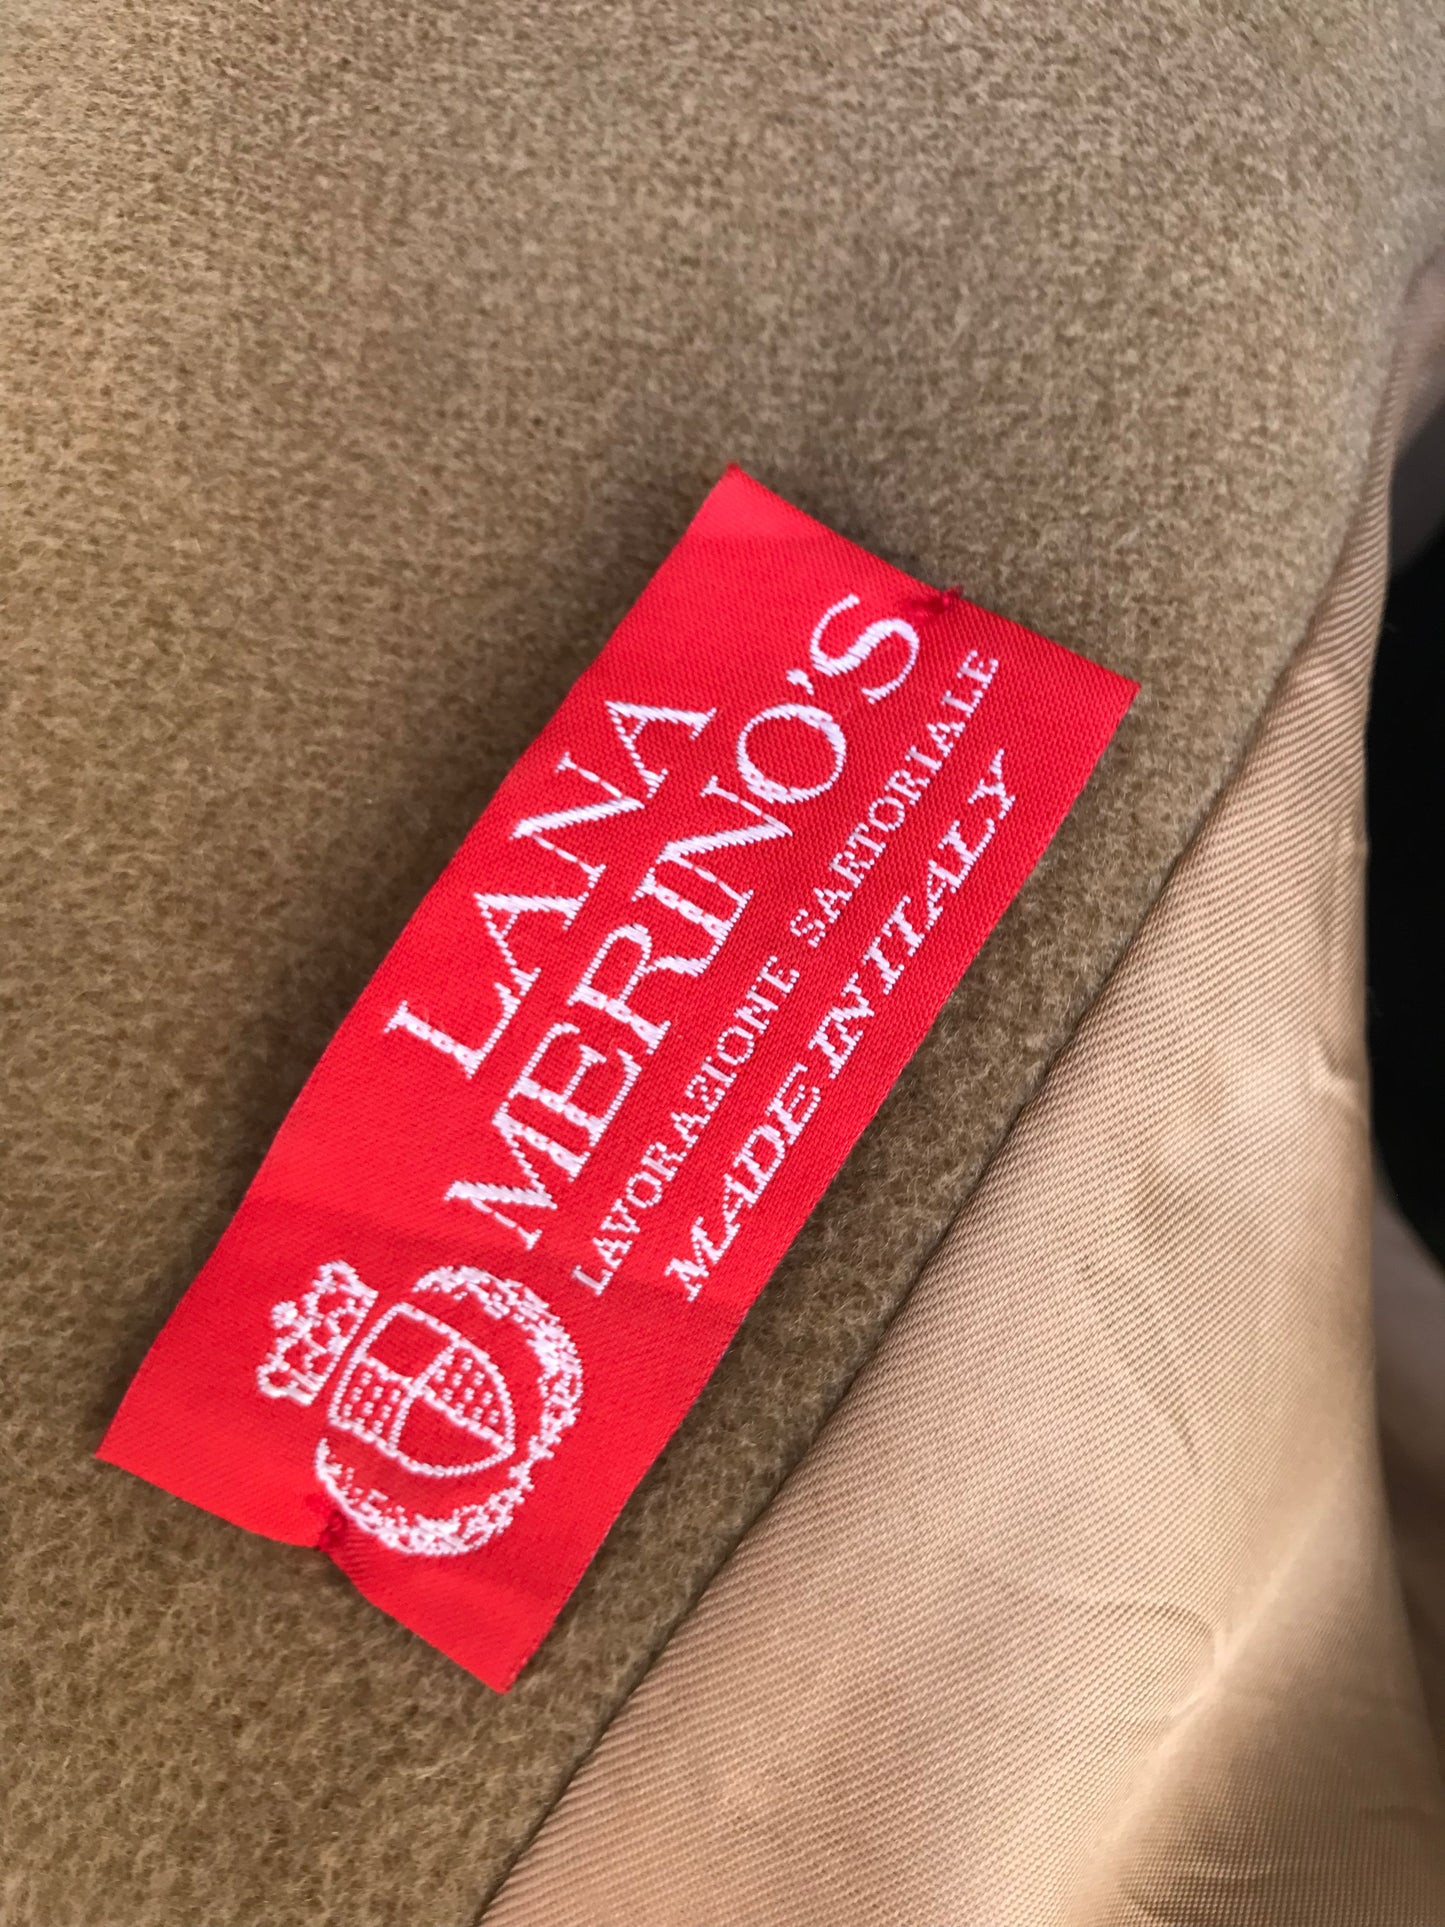 LANA
MERINO'S
LAVORAZIONE SARTORIALE
MADE IN ITALY